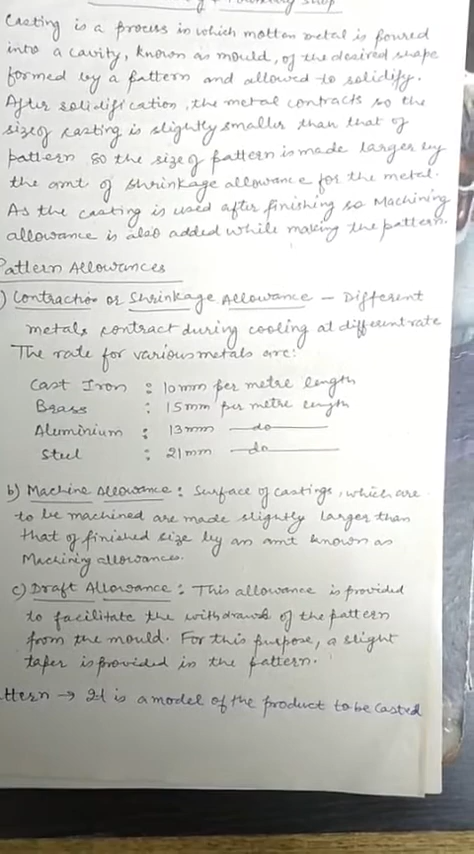 & Foundry Shop
Casting is a process in which molten metal is poured
into a cavity, known as mould, of the desired shape
formed by a pattern and allowed to solidify.
After solidification, the metal contracts so the
size of casting is slightly smaller than that of
pattern so the size of pattern is made larger by
the amt of shrinkage allowance for the metal.
As the casting is used after finishing so Machining
allowance is also added while making the pattern.
Pattern Allowances
) Contraction or Shrinkage Allowance – Different
metals contract during cooling at different rate
The rate for various metals are:
Cast Iron : 10mm per metre length
Brass : 15mm per metre length
Aluminium : 13mm —do—
Steel : 21mm —do—
b) Machine Allowance : Surface of castings, which are
to be machined are made slightly larger than
that of finished size by an amt known as
Machining allowances.
c) Draft Allowance : This allowance is provided
to facilitate the withdrawal of the pattern
from the mould. For this purpose, a slight
taper is provided in the pattern.
ttern → It is a model of the product to be casted